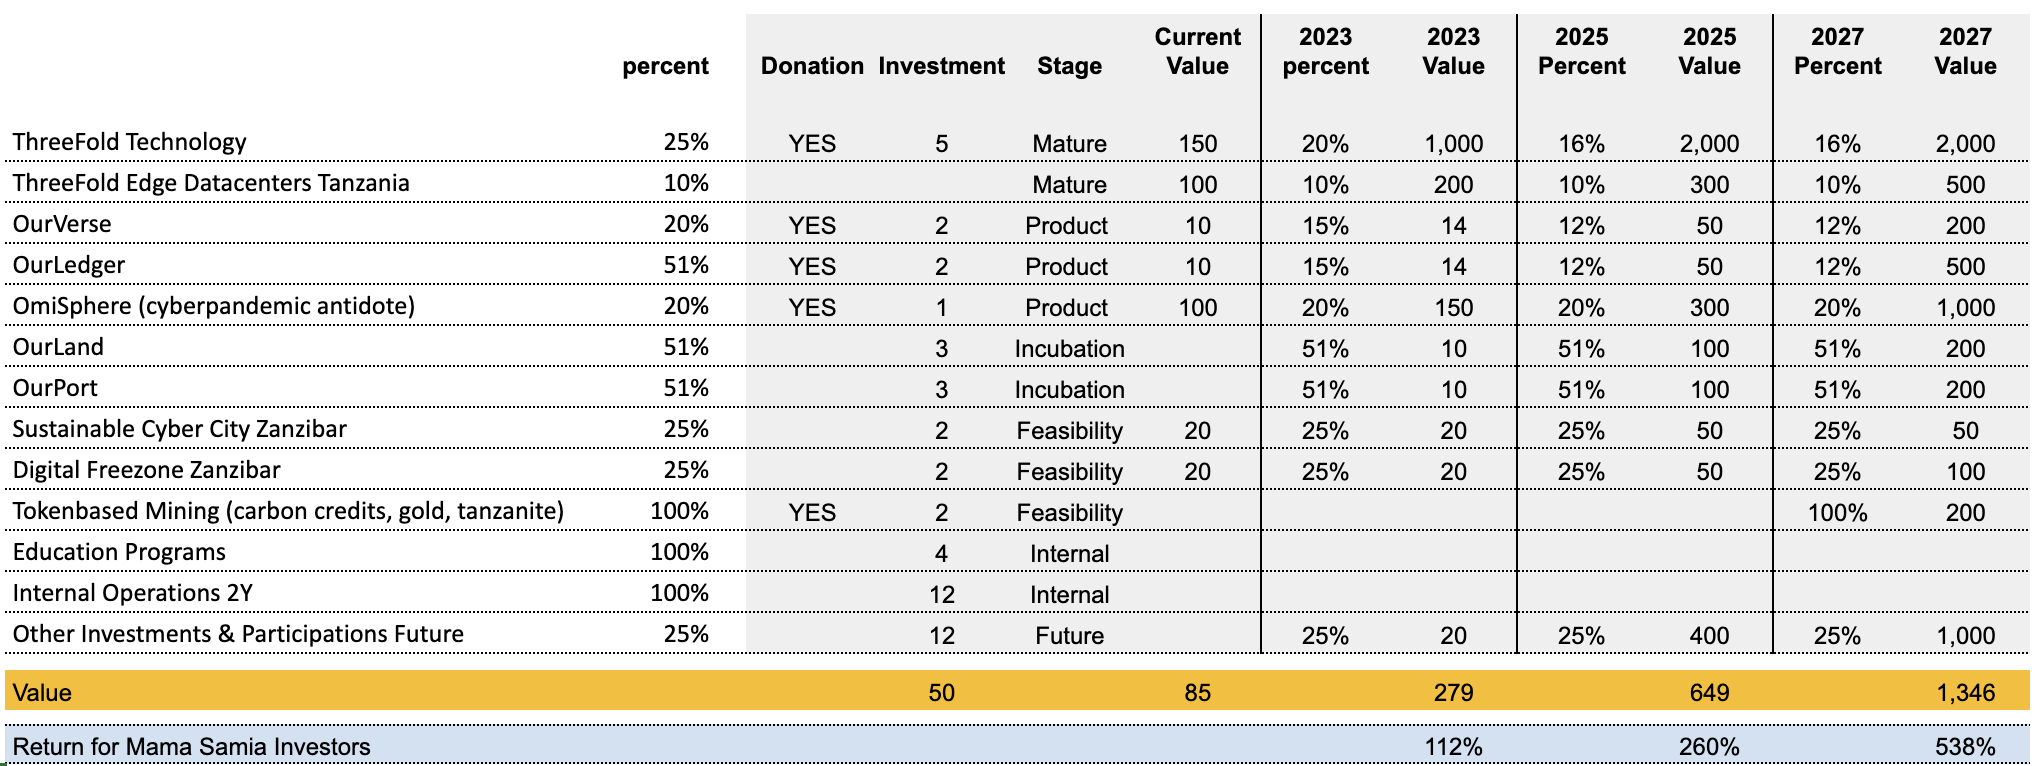 percent Donation Investment Stage Current Value 2023 percent 2023 Value 2025 Percent 2025 Value 2027 Percent 2027 Value
ThreeFold Technology 25% YES 5 Mature 150 20% 1,000 16% 2,000 16% 2,000
ThreeFold Edge Datacenters Tanzania 10% Mature 100 10% 200 10% 300 10% 500
OurVerse 20% YES 2 Product 10 15% 14 12% 50 12% 200
OurLedger 51% YES 2 Product 10 15% 14 12% 50 12% 500
OmiSphere (cyberpandemic antidote) 20% YES 1 Product 100 20% 150 20% 300 20% 1,000
OurLand 51% 3 Incubation 51% 10 51% 100 51% 200
OurPort 51% 3 Incubation 51% 10 51% 100 51% 200
Sustainable Cyber City Zanzibar 25% 2 Feasibility 20 25% 20 25% 50 25% 50
Digital Freezone Zanzibar 25% 2 Feasibility 20 25% 20 25% 50 25% 100
Tokenbased Mining (carbon credits, gold, tanzanite) 100% YES 2 Feasibility 100% 200
Education Programs 100% 4 Internal
Internal Operations 2Y 100% 12 Internal
Other Investments & Participations Future 25% 12 Future 25% 20 25% 400 25% 1,000
Value 50 85 279 649 1,346
Return for Mama Samia Investors 112% 260% 538%